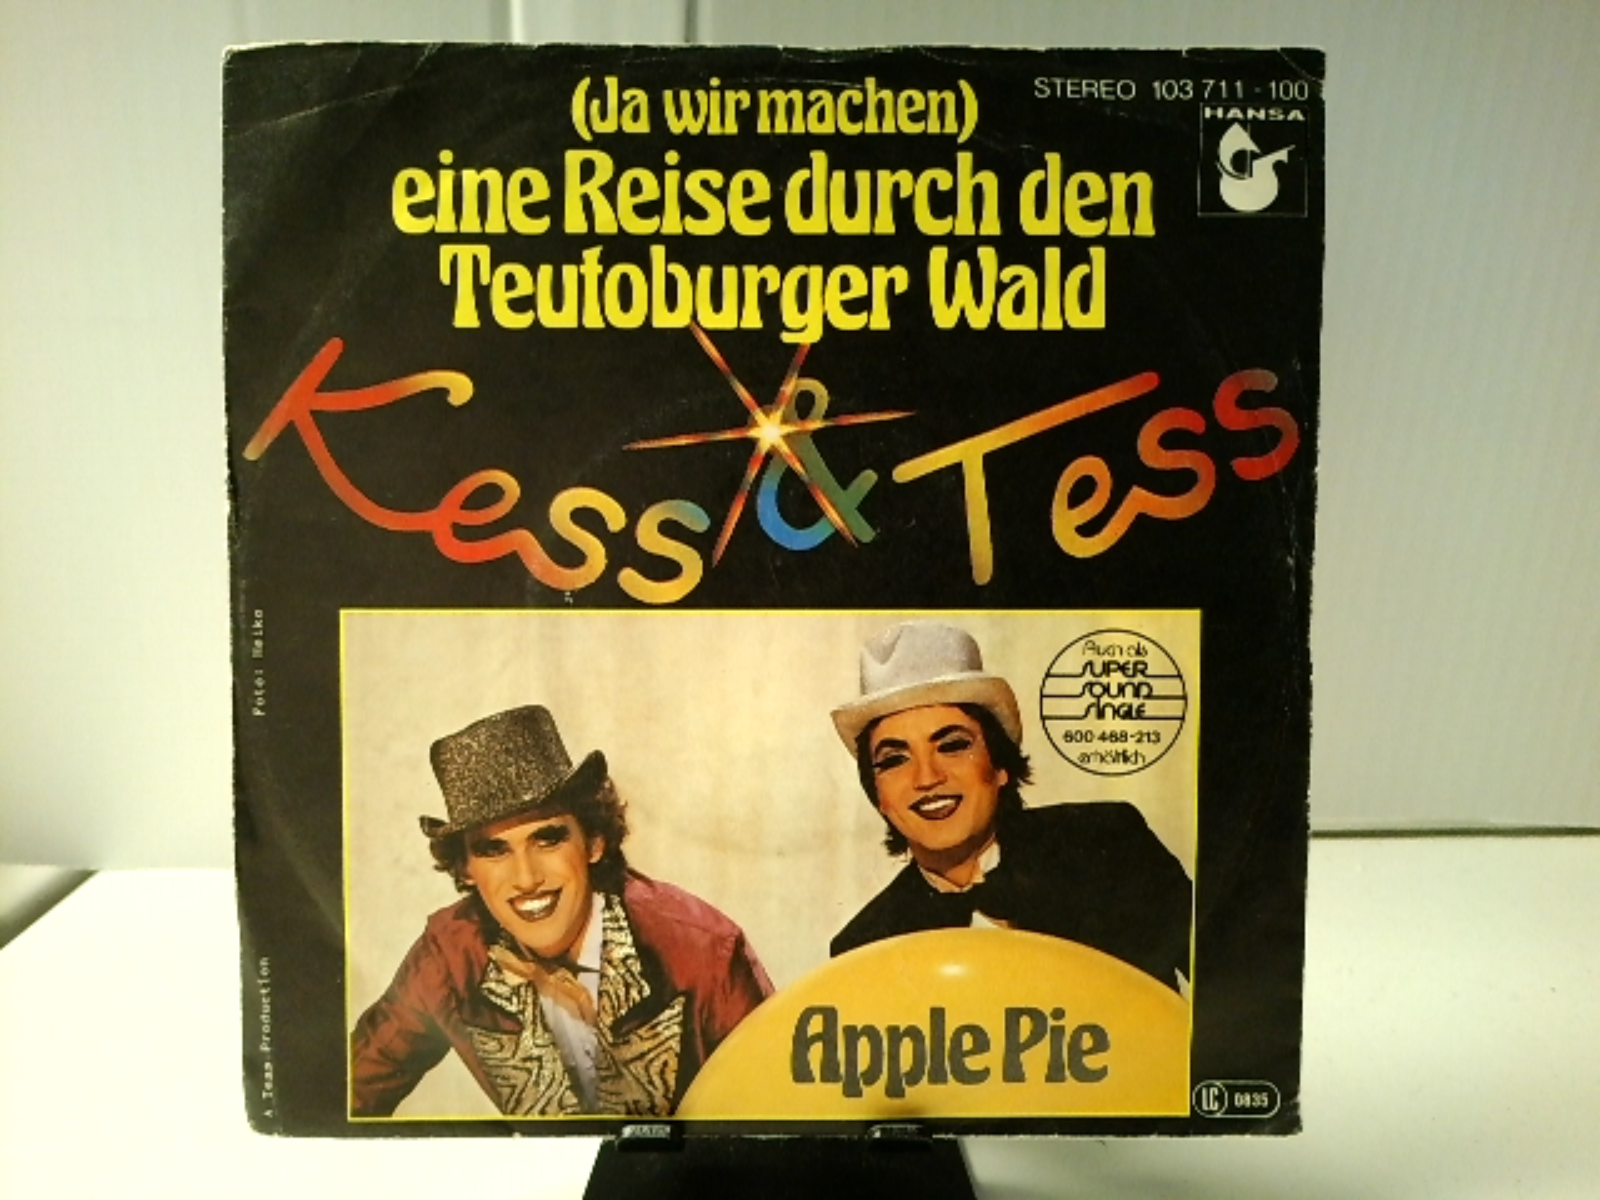 (Ja wir machen)
eine Reise durch den
Teutoburger Wald
STEREO 103 711 - 100
HANSA
Kess & Tess
Foto: Heiko
A Teas Production
Auch als
SUPER
SOUND
SINGLE
600 468-213
erhältlich
Apple Pie
LC 0835